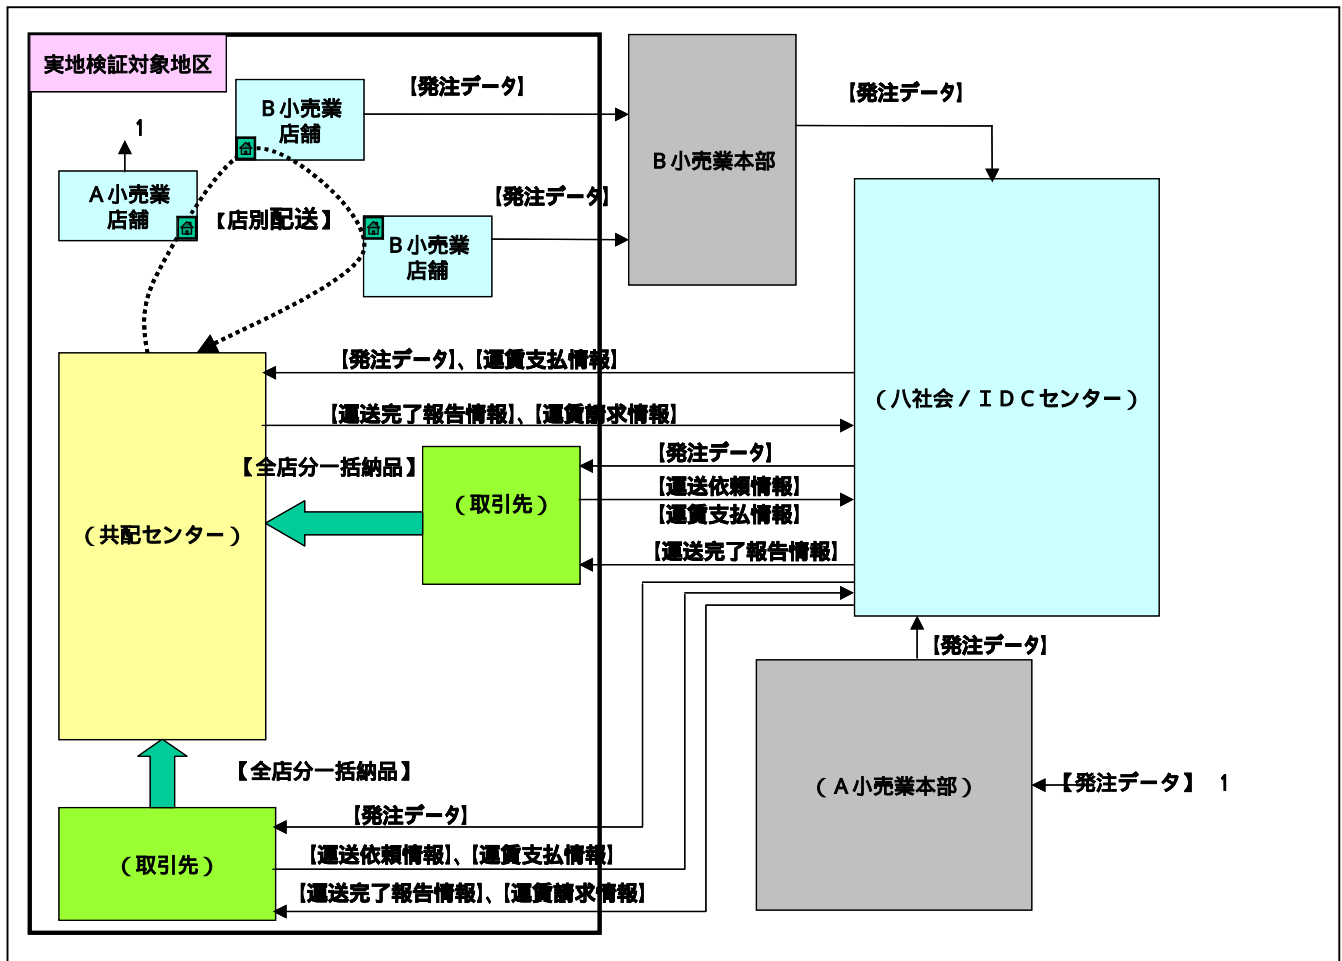 実地検証対象地区
1
A小売業
店舗
B小売業
店舗
【発注データ】
【店別配送】
B小売業
店舗
【発注データ】
B小売業本部
【発注データ】
（八社会/IDCセンター）
【発注データ】、【運賃支払情報】
【運送完了報告情報】、【運賃請求情報】
【全店分一括納品】
（取引先）
【発注データ】
【運送依頼情報】
【運賃支払情報】
【運送完了報告情報】
（共配センター）
【発注データ】
（A小売業本部）
【発注データ】 1
【全店分一括納品】
（取引先）
【発注データ】
【運送依頼情報】、【運賃支払情報】
【運送完了報告情報】、【運賃請求情報】